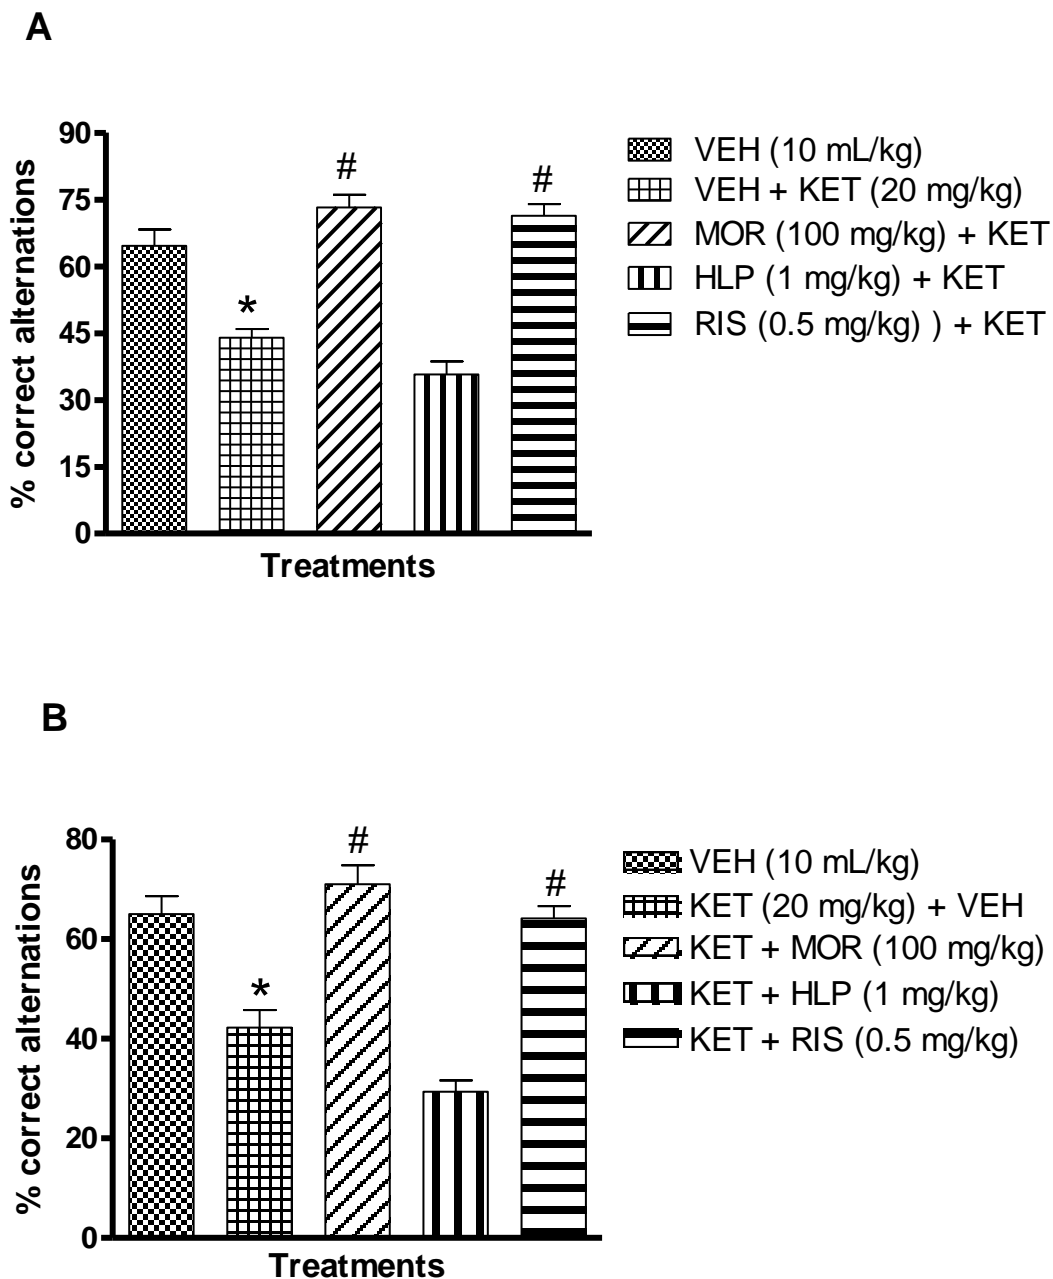 A
90
75
60
45
30
15
0
% correct alternations
*
#
#
Treatments
VEH (10 mL/kg)
VEH + KET (20 mg/kg)
MOR (100 mg/kg) + KET
HLP (1 mg/kg) + KET
RIS (0.5 mg/kg) ) + KET
B
80
60
40
20
0
% correct alternations
*
#
#
Treatments
VEH (10 mL/kg)
KET (20 mg/kg) + VEH
KET + MOR (100 mg/kg)
KET + HLP (1 mg/kg)
KET + RIS (0.5 mg/kg)